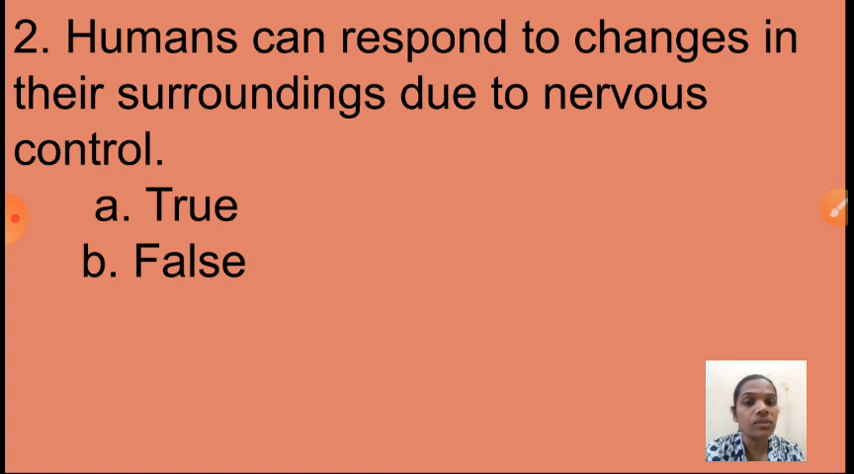 2. Humans can respond to changes in
their surroundings due to nervous
control.
a. True
b. False